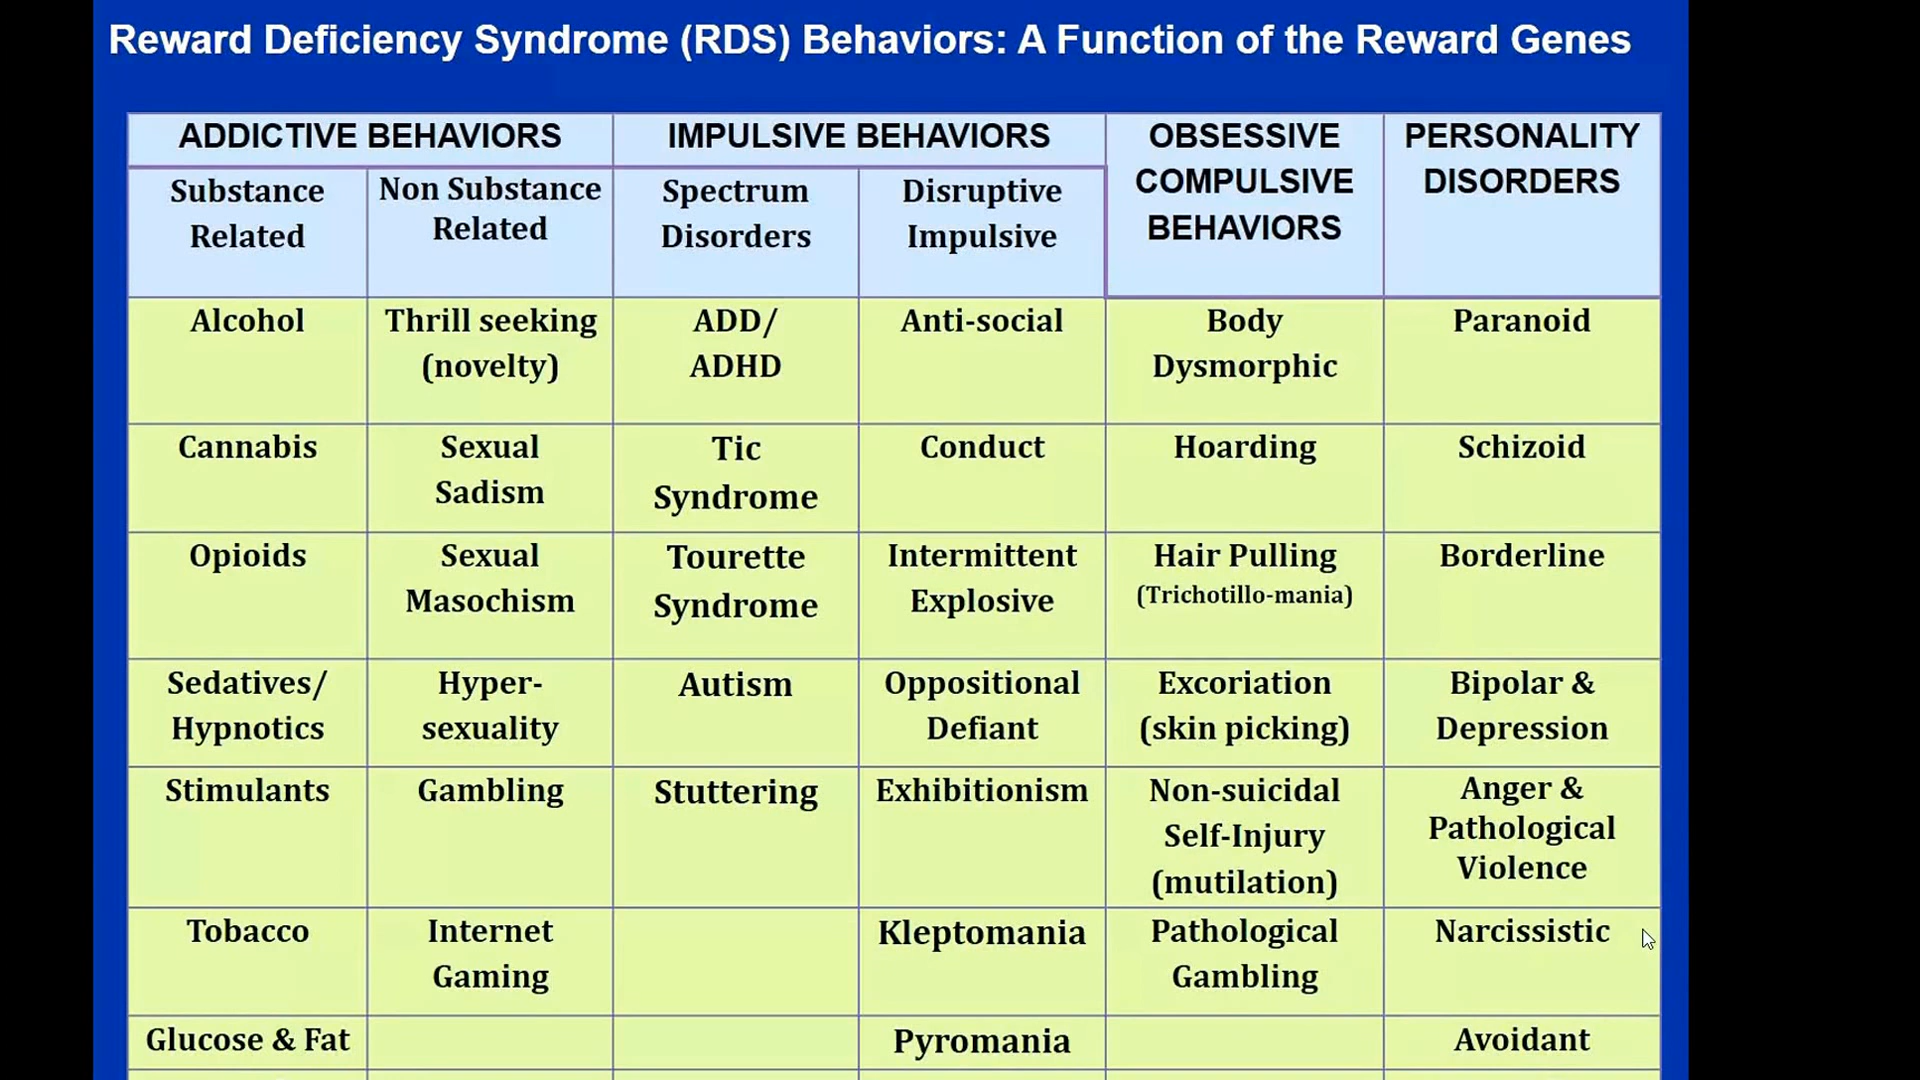 Reward Deficiency Syndrome (RDS) Behaviors: A Function of the Reward Genes
ADDICTIVE BEHAVIORS
IMPULSIVE BEHAVIORS
OBSESSIVE
COMPULSIVE
BEHAVIORS
PERSONALITY
DISORDERS
Substance
Related
Non Substance
Related
Spectrum
Disorders
Disruptive
Impulsive
Alcohol
Thrill seeking
(novelty)
ADD/
ADHD
Anti-social
Body
Dysmorphic
Paranoid
Cannabis
Sexual
Sadism
Tic
Syndrome
Conduct
Hoarding
Schizoid
Opioids
Sexual
Masochism
Tourette
Syndrome
Intermittent
Explosive
Hair Pulling
(Trichotillo-mania)
Borderline
Sedatives/
Hypnotics
Hyper-
sexuality
Autism
Oppositional
Defiant
Excoriation
(skin picking)
Bipolar &
Depression
Stimulants
Gambling
Stuttering
Exhibitionism
Non-suicidal
Self-Injury
(mutilation)
Anger &
Pathological
Violence
Tobacco
Internet
Gaming
Kleptomania
Pathological
Gambling
Narcissistic
Glucose & Fat
Pyromania
Avoidant